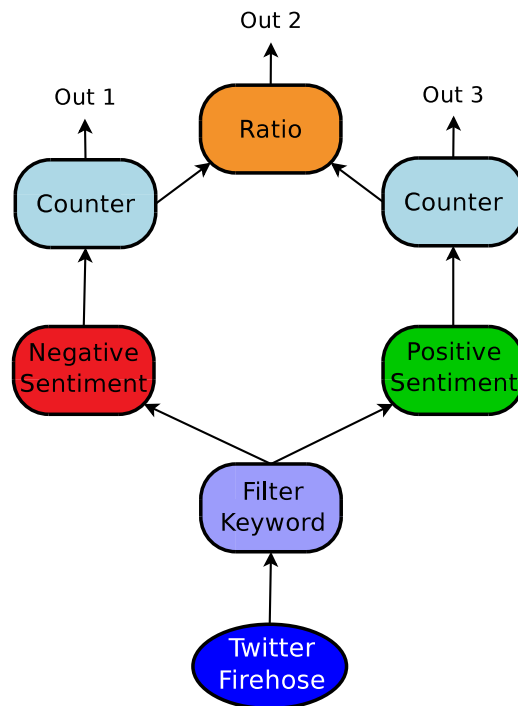 Out 2
Out 1
Out 3
Ratio
Counter
Counter
Negative
Sentiment
Positive
Sentiment
Filter
Keyword
Twitter
Firehose